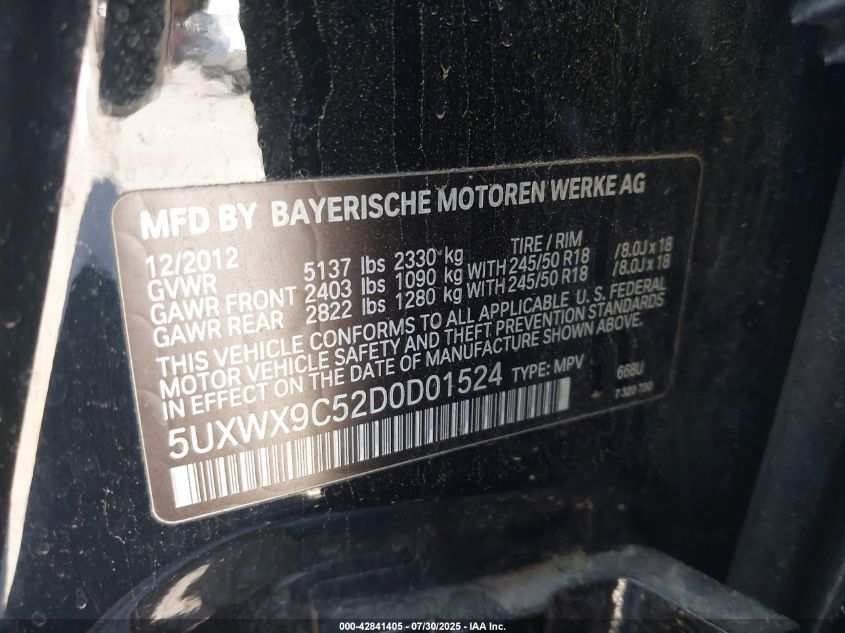 MFD BY BAYERISCHE MOTOREN WERKE AG
12/2012 TIRE / RIM
GVWR 5137 lbs 2330 kg
GAWR FRONT 2403 lbs 1090 kg WITH 245/50 R18 /8.0J x 18
GAWR REAR 2822 lbs 1280 kg WITH 245/50 R18 /8.0J x 18
THIS VEHICLE CONFORMS TO ALL APPLICABLE U.S. FEDERAL
MOTOR VEHICLE SAFETY AND THEFT PREVENTION STANDARDS
IN EFFECT ON THE DATE OF MANUFACTURE SHOWN ABOVE.
5UXWX9C52D0D01524 TYPE: MPV 668U
7 320 730
000-42841405 - 07/30/2025 - IAA Inc.